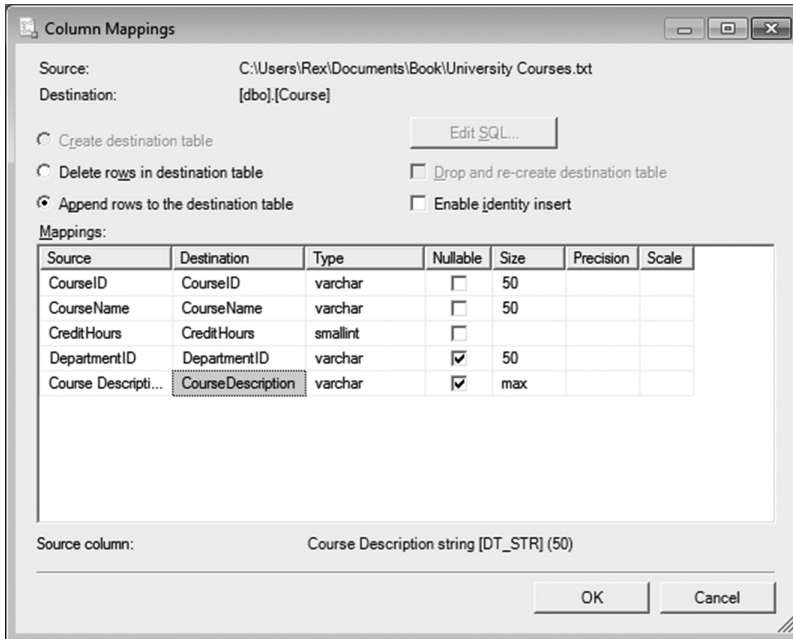 Column Mappings
Source: C:\Users\Rex\Documents\Book\University Courses.txt
Destination: [dbo].[Course]
Create destination table Edit SQL...
Delete rows in destination table Drop and re-create destination table
Append rows to the destination table Enable identity insert
Mappings:
Source Destination Type Nullable Size Precision Scale
CourseID CourseID varchar 50
CourseName CourseName varchar 50
CreditHours CreditHours smallint
DepartmentID DepartmentID varchar 50
Course Descripti... CourseDescription varchar max
Source column: Course Description string [DT_STR] (50)
OK Cancel